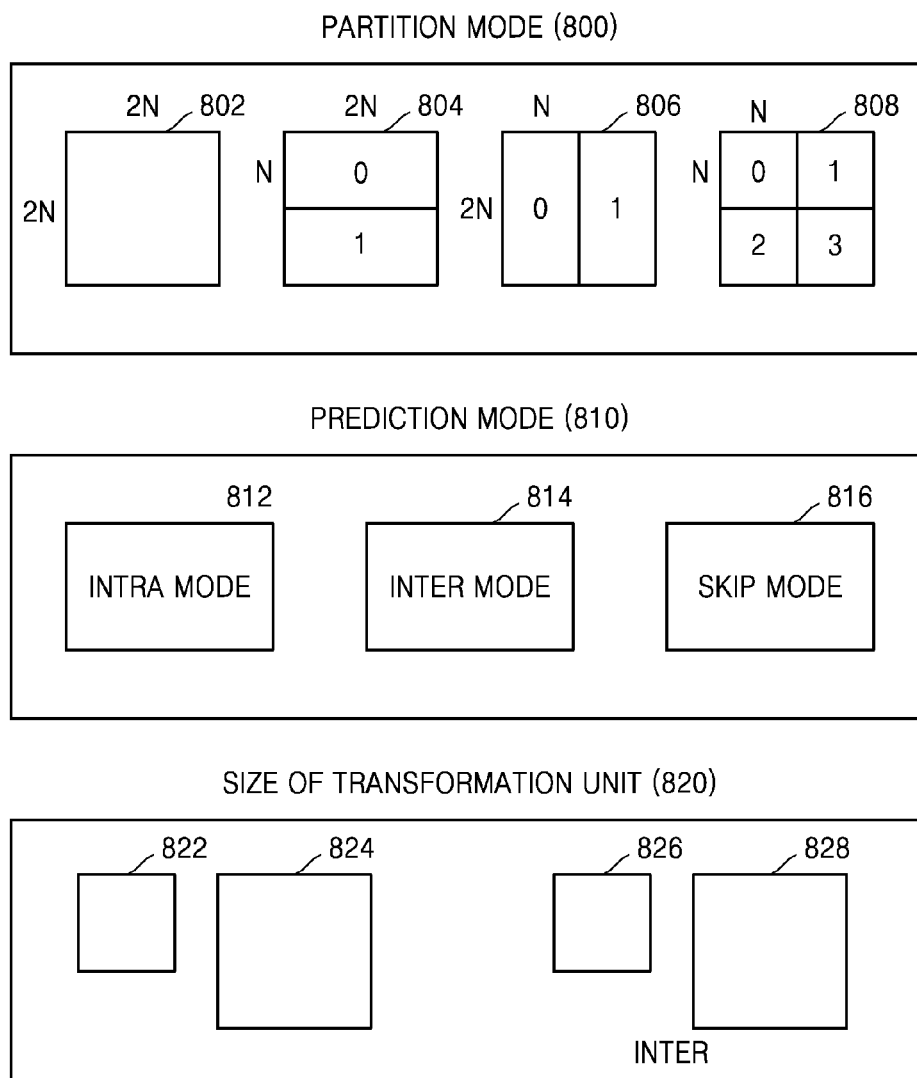 PARTITION MODE (800)
2N 802 2N 804 N 806 N 808
2N N 0 1 2N 0 1 N 0 1 2 3
PREDICTION MODE (810)
812 814 816
INTRA MODE INTER MODE SKIP MODE
SIZE OF TRANSFORMATION UNIT (820)
822 824 826 828
INTER